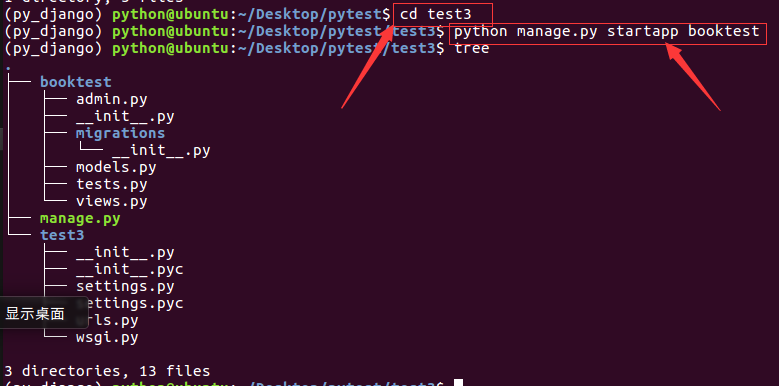 (py_django) python@ubuntu:~/Desktop/pytest$ cd test3
(py_django) python@ubuntu:~/Desktop/pytest/test3$ python manage.py startapp booktest
(py_django) python@ubuntu:~/Desktop/pytest/test3$ tree
.
├── booktest
│   ├── admin.py
│   ├── __init__.py
│   ├── migrations
│   │   └── __init__.py
│   ├── models.py
│   ├── tests.py
│   └── views.py
├── manage.py
└── test3
    ├── __init__.py
    ├── __init__.pyc
    ├── settings.py
显示桌面 settings.pyc
    ├── urls.py
    └── wsgi.py
3 directories, 13 files
(py_django) python@ubuntu:~/Desktop/pytest/test3$